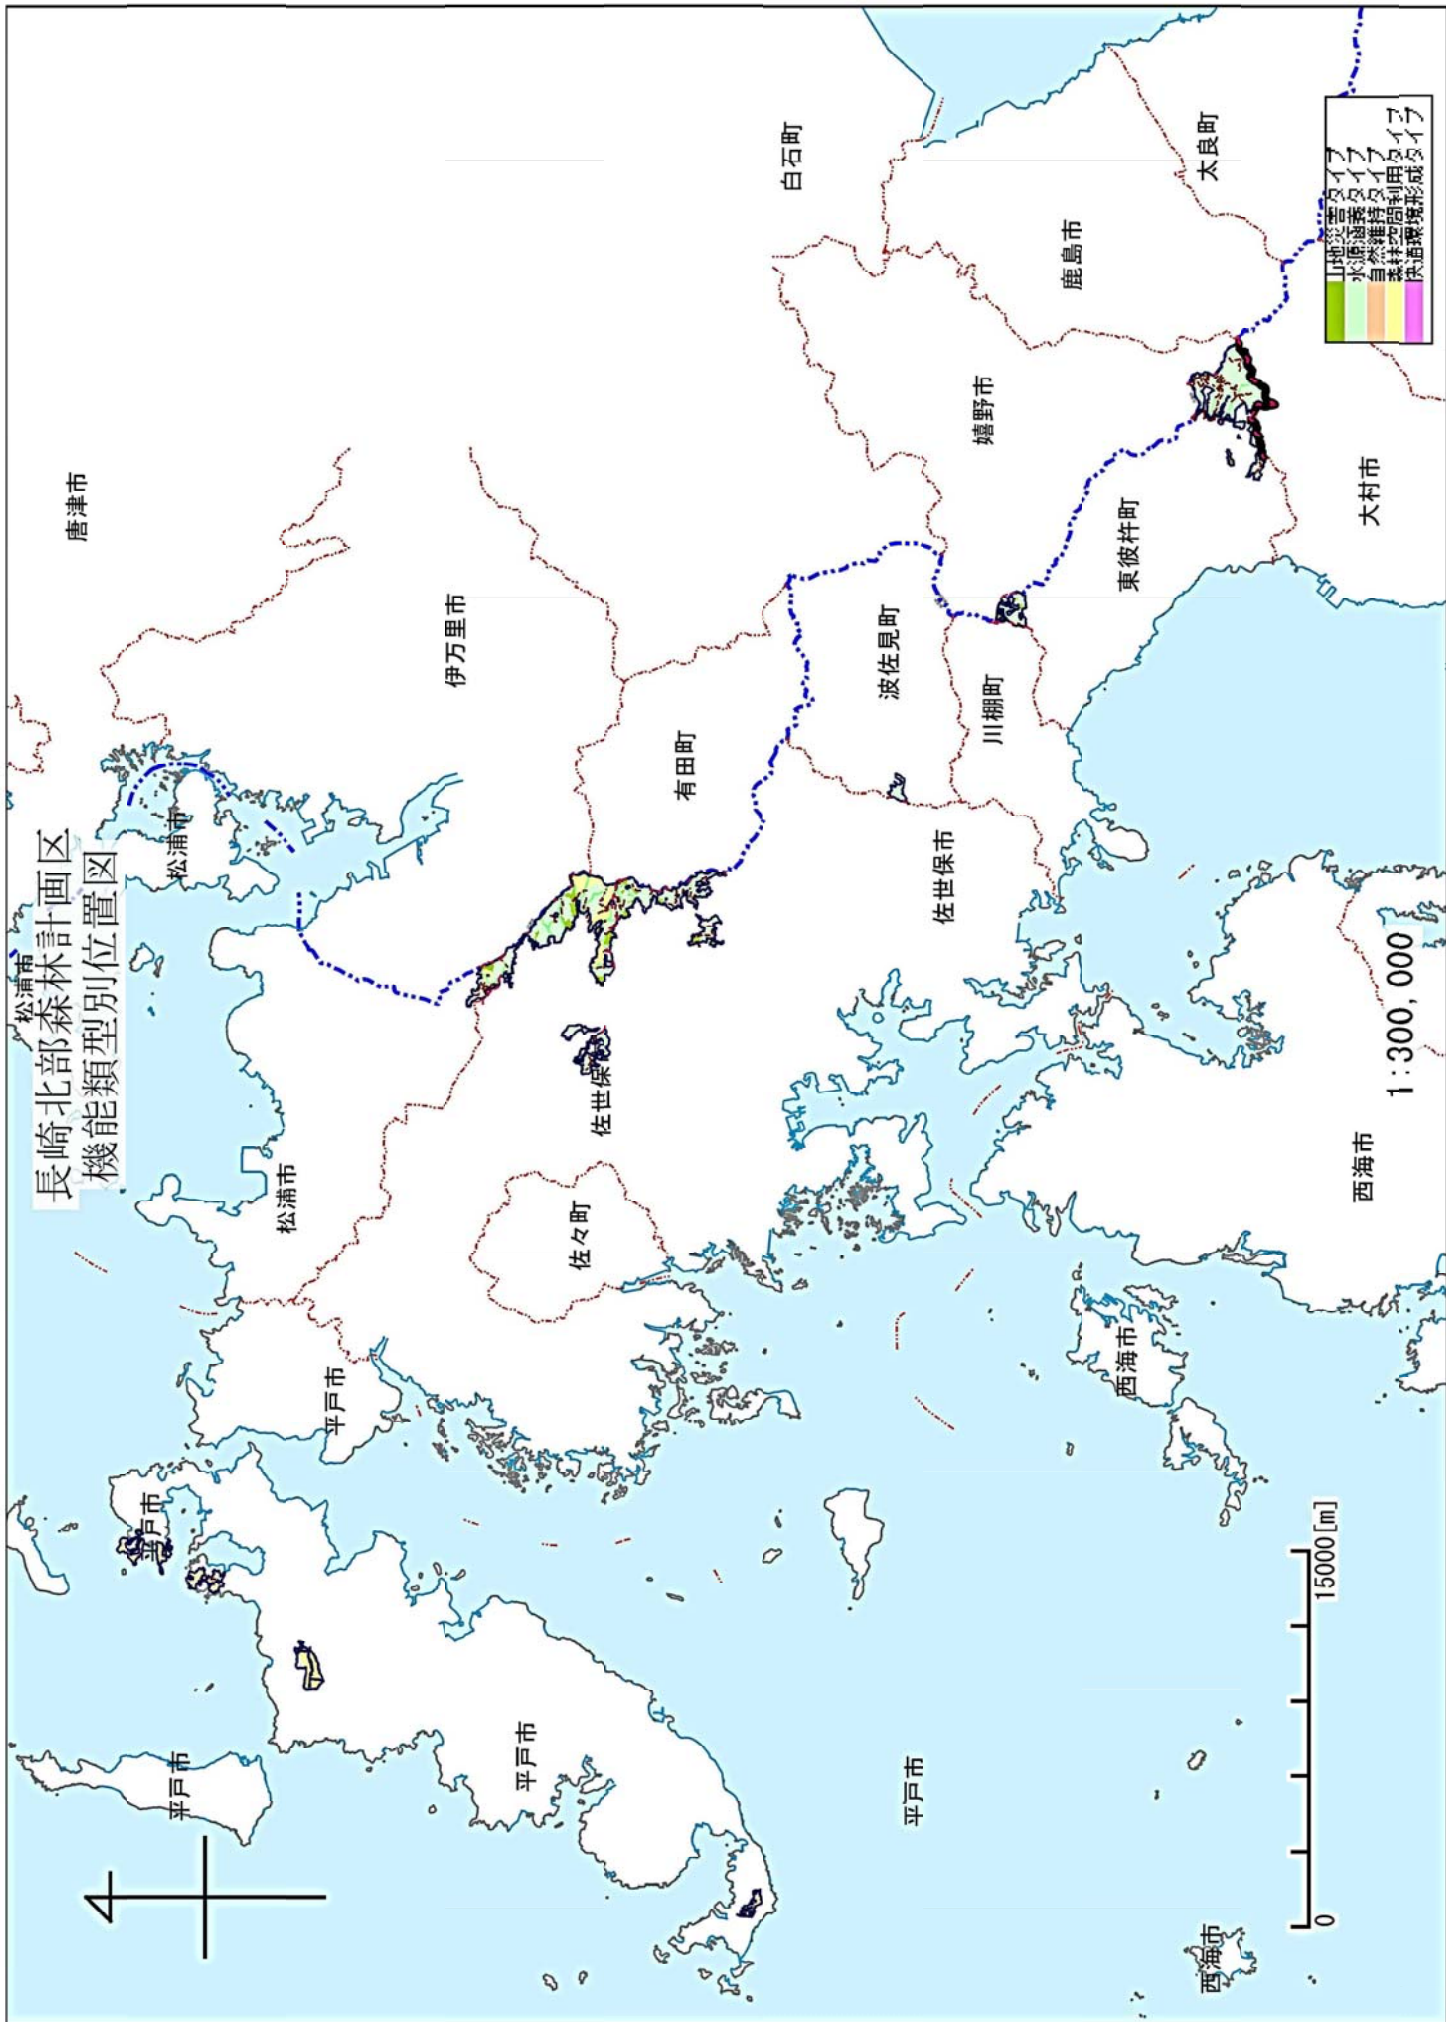 長崎北部森林計画区
機能類型別位置図
松浦市
松浦市
唐津市
伊万里市
白石町
平戸市
平戸市
平戸市
松浦市
佐々町
佐世保市
有田町
波佐見町
嬉野市
鹿島市
太良町
平戸市
佐世保市
川棚町
東彼杵町
大村市
平戸市
西海市
西海市
西海市
山地災害タイプ
水源涵養タイプ
自然維持タイプ
森林空間利用タイプ
快適環境形成タイプ
0
15000[m]
1:300,000